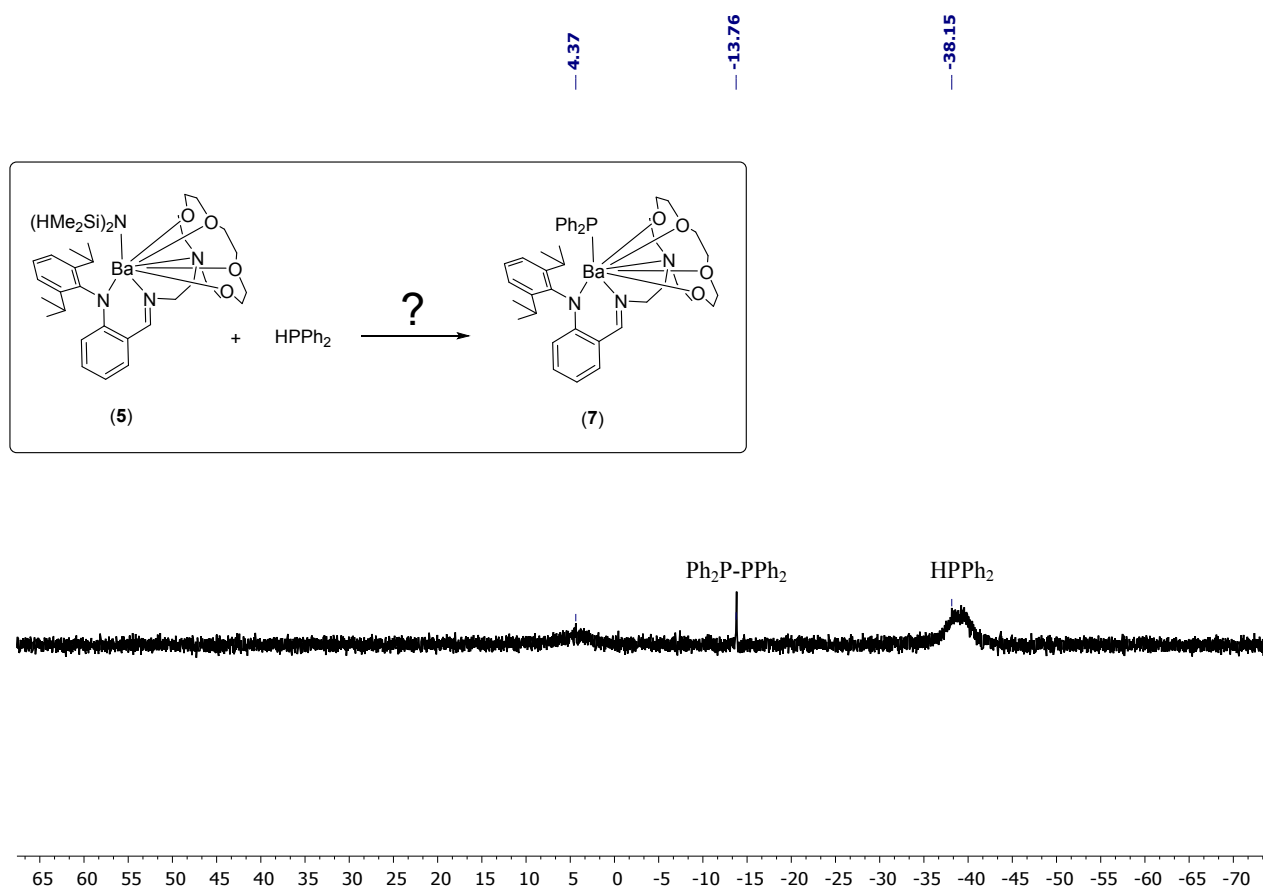 4.37
-13.76
-38.15
(HMe2Si)2N
O
O
N
O
O
Ba
N
N
(5)
+
HPPh2
?
Ph2P
O
O
N
O
O
Ba
N
N
(7)
Ph2P-PPh2
HPPh2
65 60 55 50 45 40 35 30 25 20 15 10 5 0 -5 -10 -15 -20 -25 -30 -35 -40 -45 -50 -55 -60 -65 -70